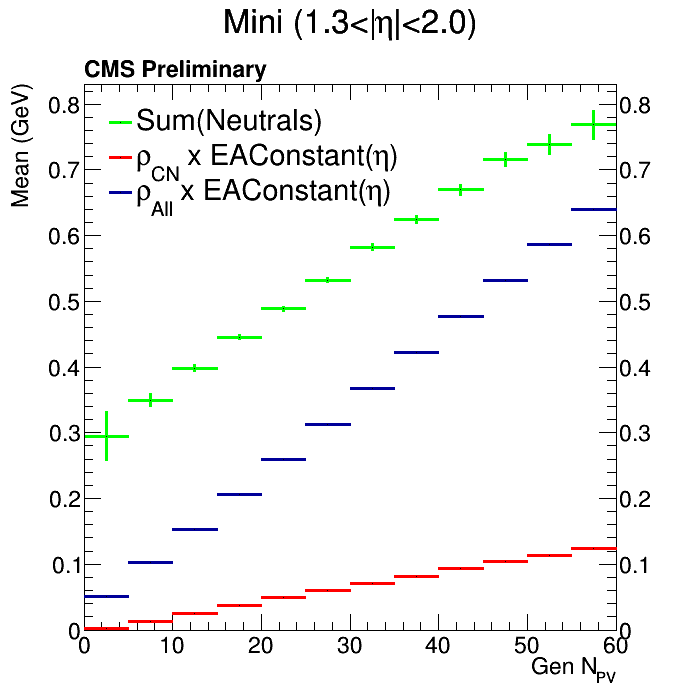 Mini (1.3<|η|<2.0)
CMS Preliminary
Mean (GeV)
Sum(Neutrals)
ρCN x EAConstant(η)
ρAll x EAConstant(η)
0.8 0.8
0.7 0.7
0.6 0.6
0.5 0.5
0.4 0.4
0.3 0.3
0.2 0.2
0.1 0.1
0 0
0 10 20 30 40 50 60
Gen NPV